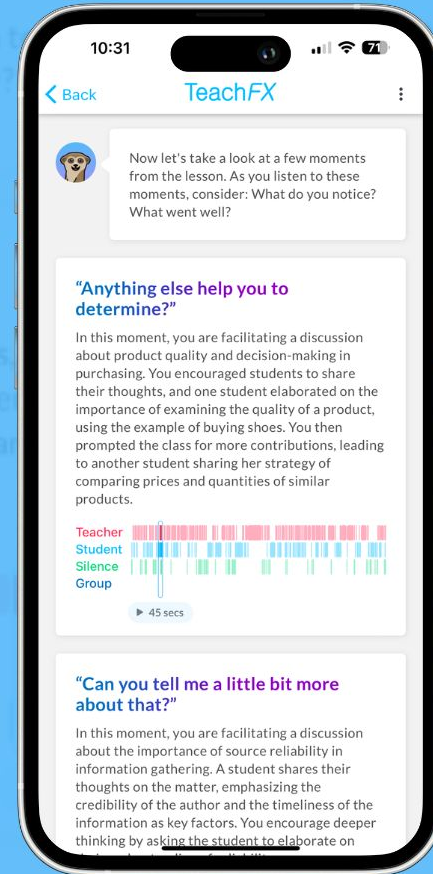 10:31
71
Back
TeachFX
Now let's take a look at a few moments
from the lesson. As you listen to these
moments, consider: What do you notice?
What went well?
“Anything else help you to
determine?”
In this moment, you are facilitating a discussion
about product quality and decision-making in
purchasing. You encouraged students to share
their thoughts, and one student elaborated on the
importance of examining the quality of a product,
using the example of buying shoes. You then
prompted the class for more contributions, leading
to another student sharing her strategy of
comparing prices and quantities of similar
products.
Teacher
Student
Silence
Group
45 secs
“Can you tell me a little bit more
about that?”
In this moment, you are facilitating a discussion
about the importance of source reliability in
information gathering. A student shares their
thoughts on the matter, emphasizing the
credibility of the author and the timeliness of the
information as key factors. You encourage deeper
thinking by asking the student to elaborate on